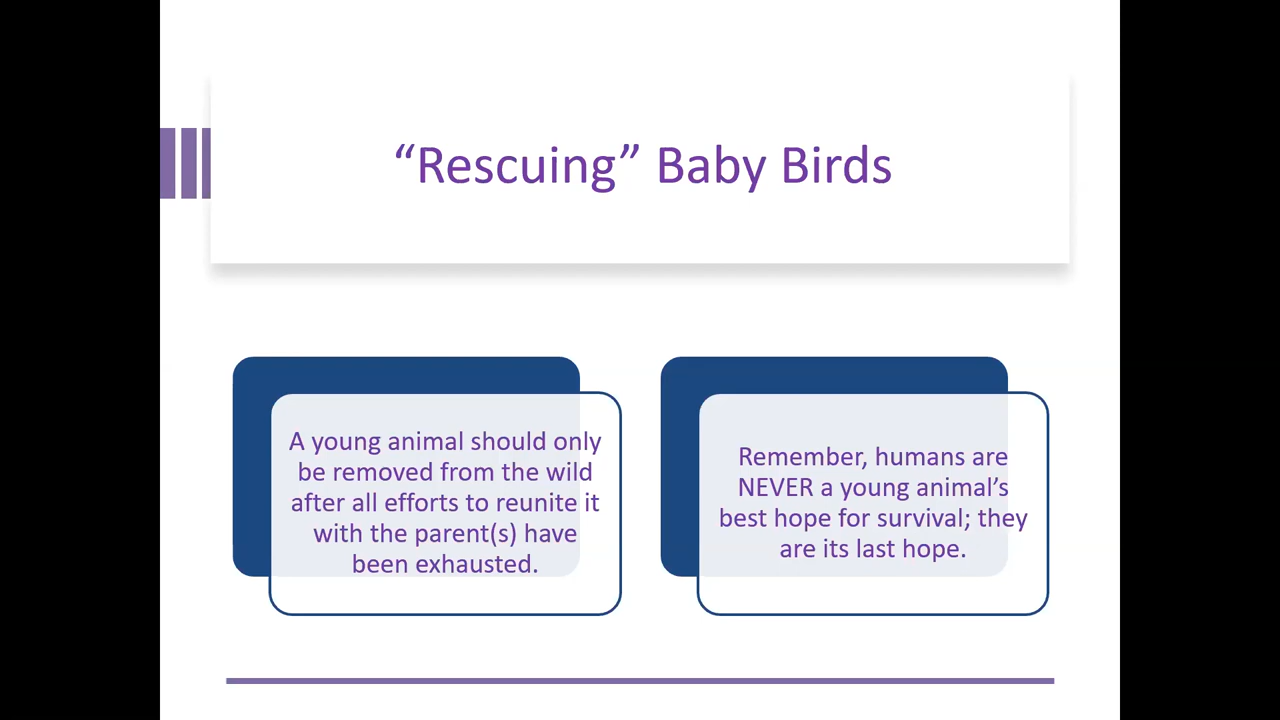 “Rescuing” Baby Birds
A young animal should only
be removed from the wild
after all efforts to reunite it
with the parent(s) have
been exhausted.
Remember, humans are
NEVER a young animal’s
best hope for survival; they
are its last hope.